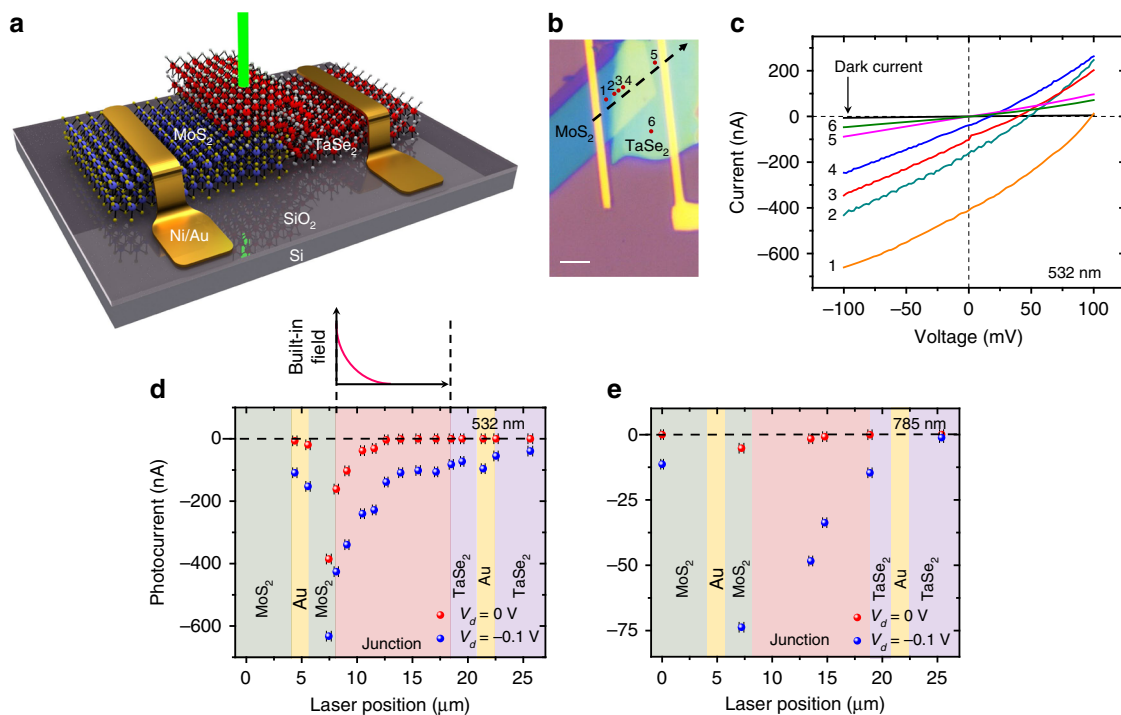 a
MoS₂
TaSe₂
SiO₂
Ni/Au
Si
b
1 2 3 4
5
6
MoS₂
TaSe₂
c
Dark current
200
0
–200
–400
–600
Current (nA)
6
5
4
3
2
1
532 nm
–100 –50 0 50 100
Voltage (mV)
Built-in
field
d
532 nm
0
–200
–400
–600
Photocurrent (nA)
MoS₂
Au
MoS₂
Junction
TaSe₂
Au
TaSe₂
V_d = 0 V
V_d = –0.1 V
0 5 10 15 20 25
Laser position (μm)
e
785 nm
0
–25
–50
–75
MoS₂
Au
MoS₂
Junction
TaSe₂
Au
TaSe₂
V_d = 0 V
V_d = –0.1 V
0 5 10 15 20 25
Laser position (μm)